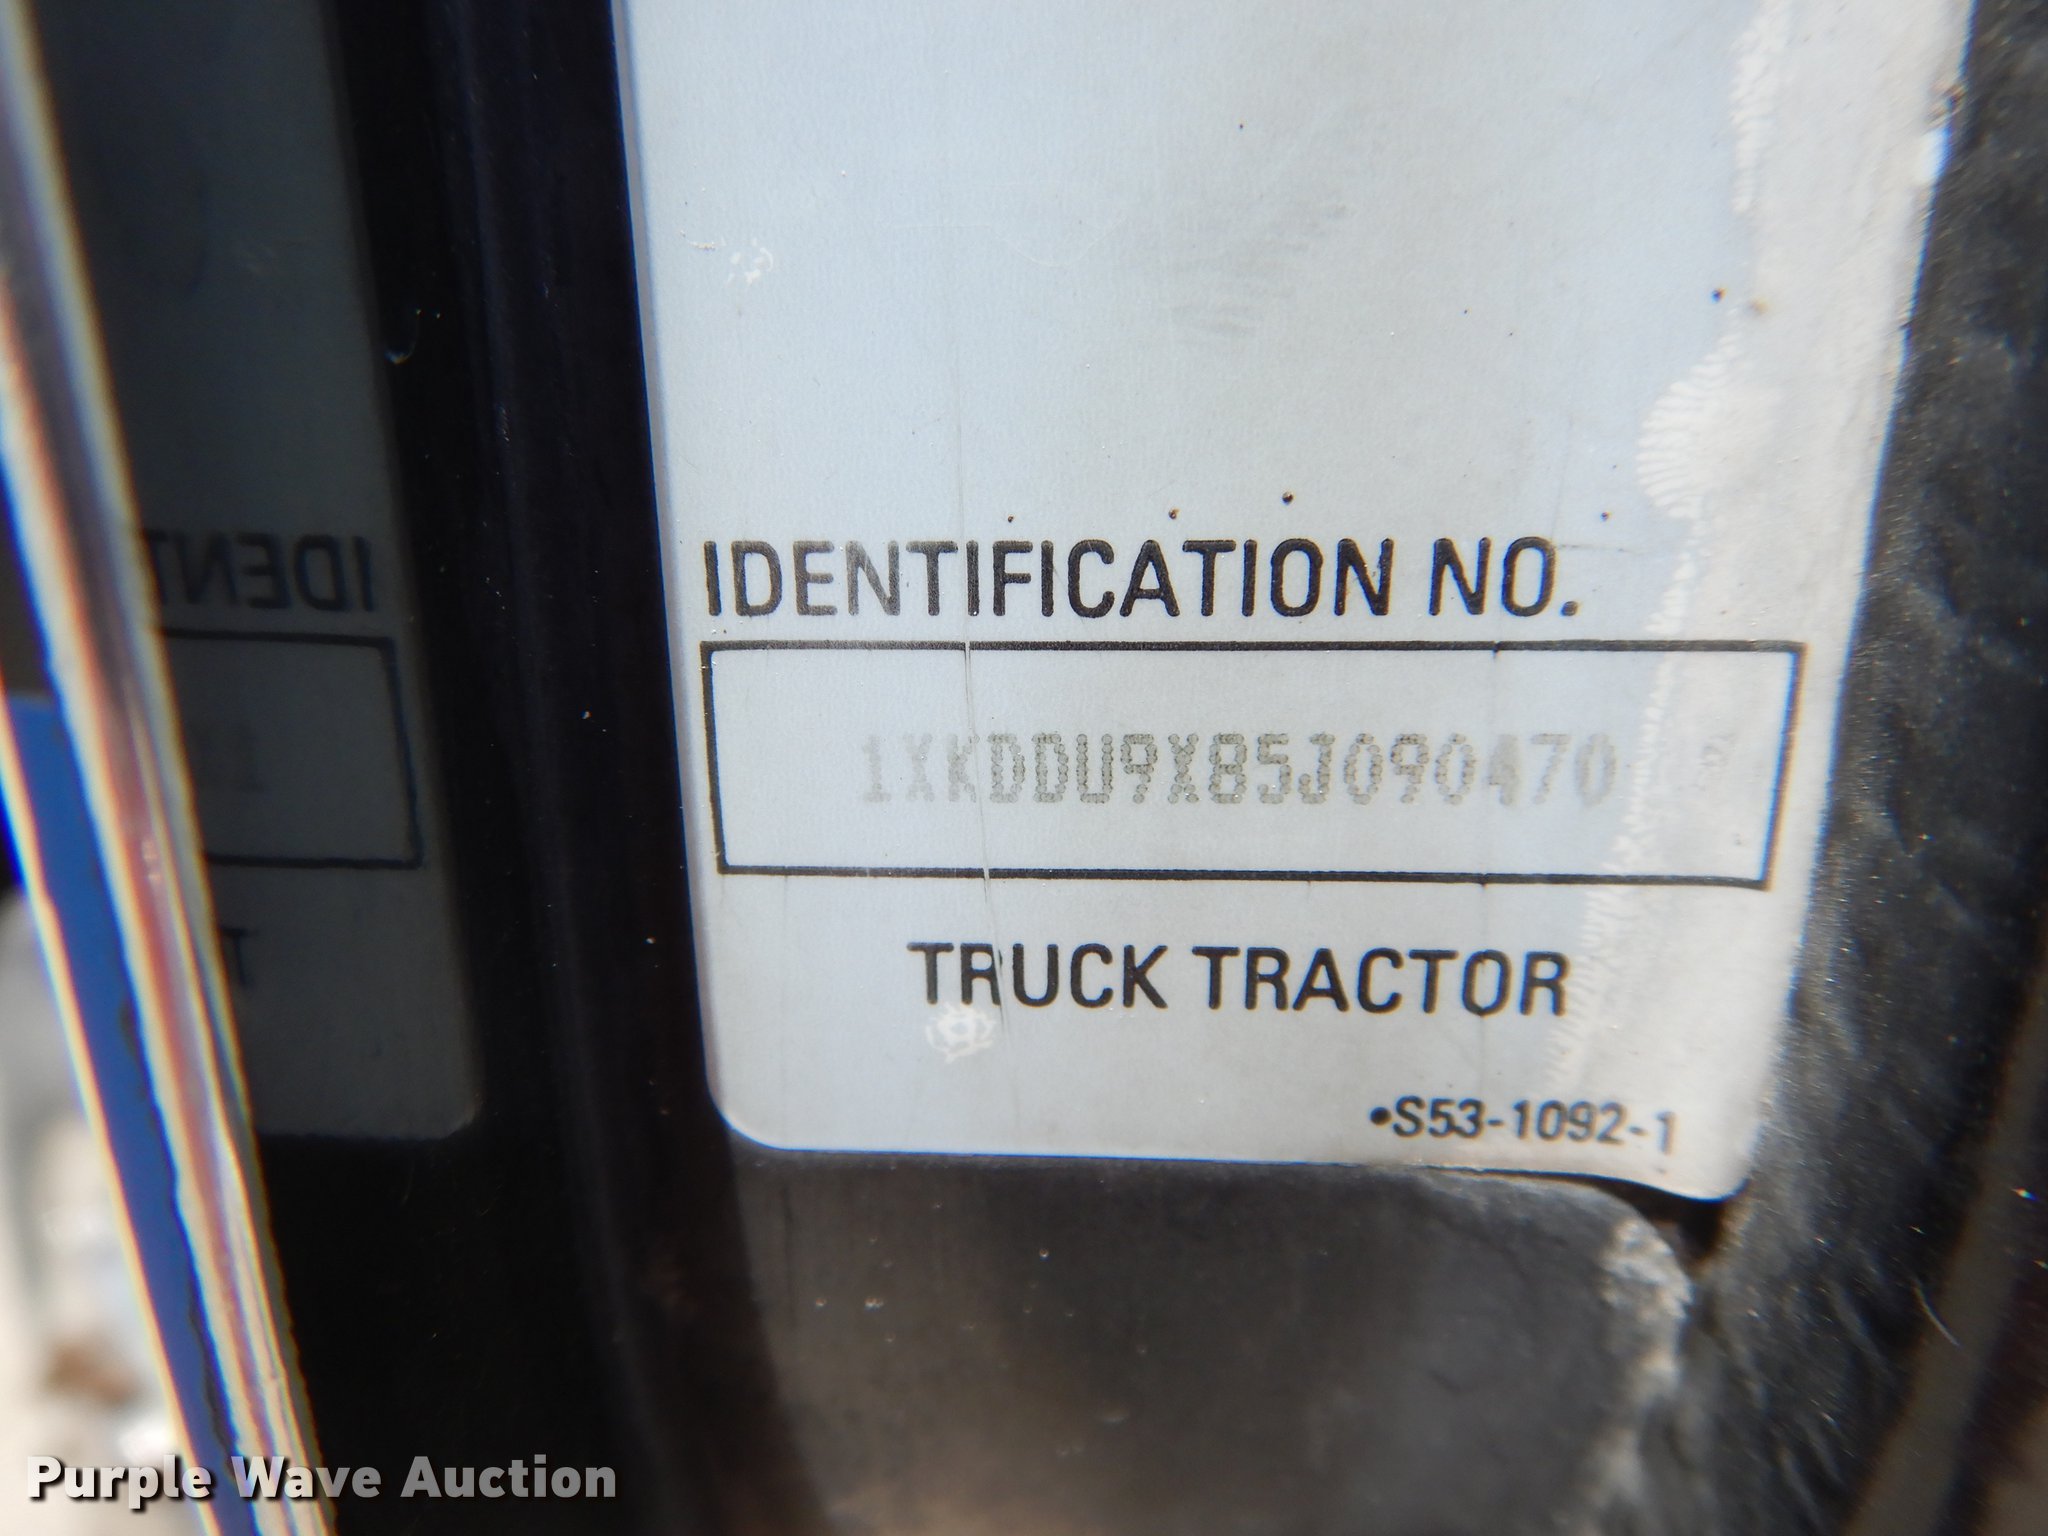 IDENTIFICATION NO.
1XKDDU9X85J090470
TRUCK TRACTOR
•S53-1092-1
Purple Wave Auction